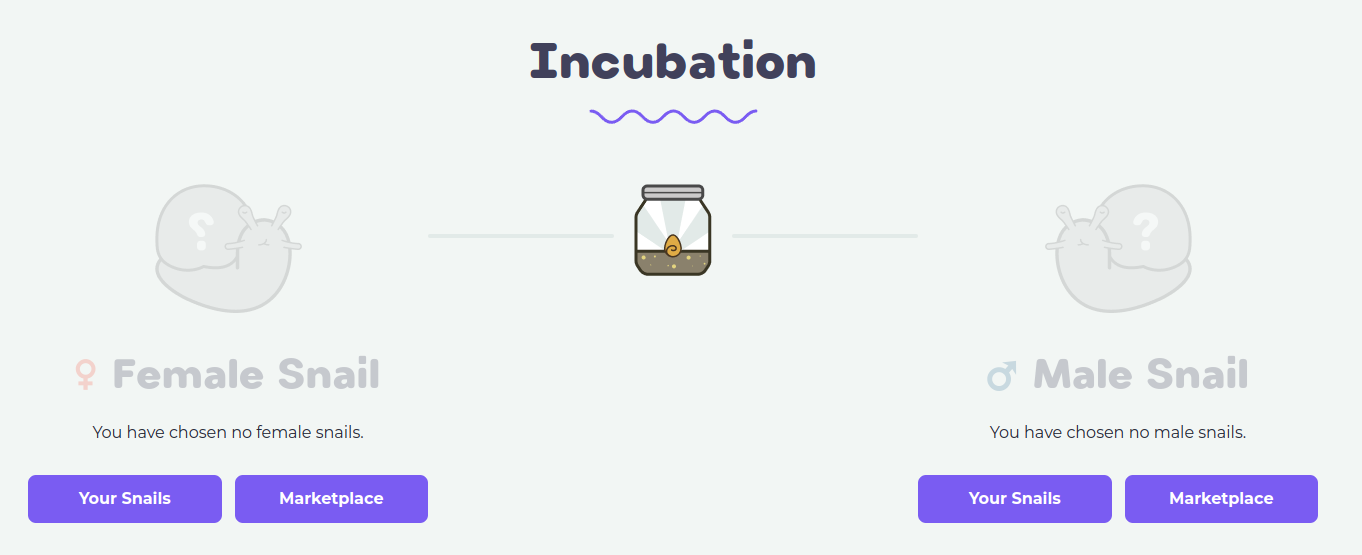 Incubation
?
?
♀ Female Snail
♂ Male Snail
You have chosen no female snails.
You have chosen no male snails.
Your Snails
Marketplace
Your Snails
Marketplace